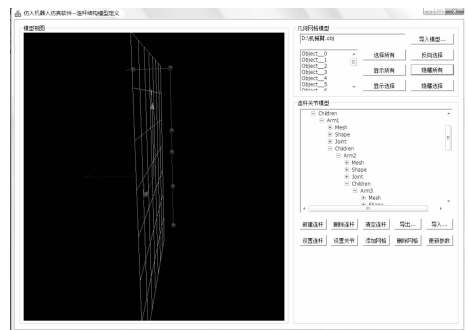 仿人机器人仿真软件--连杆结构模型定义
模型视图
几何网格模型
D:\机械臂.obj
导入模型...
Object__0
Object__1
Object__2
Object__3
Object__4
Object__5
选择所有
反向选择
显示所有
隐藏所有
显示选择
隐藏选择
连杆关节模型
Children
Arm1
Mesh
Shape
Joint
Children
Arm2
Mesh
Shape
Joint
Children
Arm3
Mesh
Shape
新建连杆 删除连杆 清空连杆 导出... 导入...
设置连杆 设置关节 添加网格 删除网格 更新参数